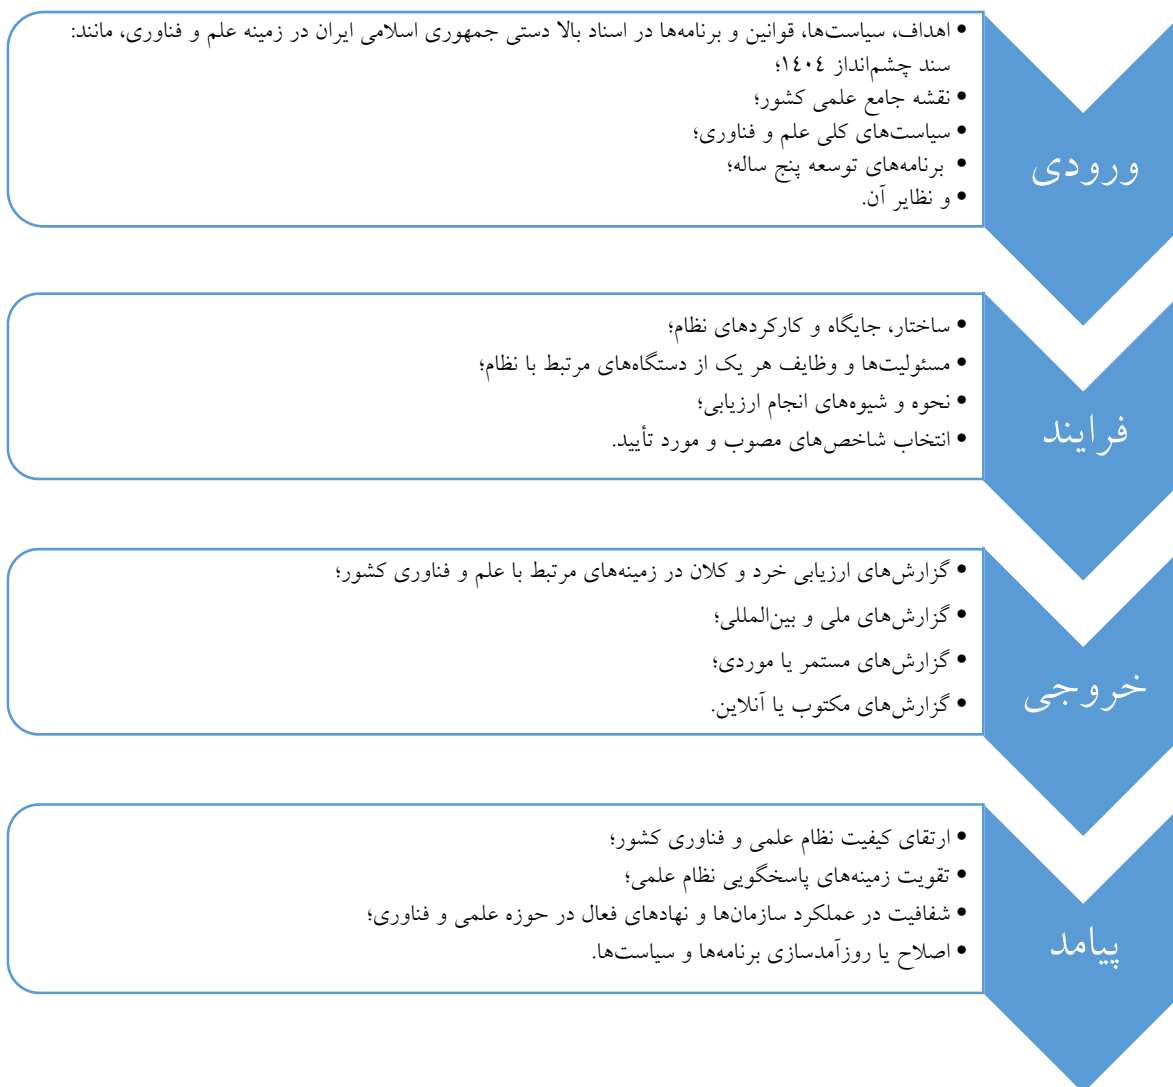 ورودی
• اهداف، سیاست‌ها، قوانین و برنامه‌ها در اسناد بالا دستی جمهوری اسلامی ایران در زمینه علم و فناوری، مانند:
سند چشم‌انداز ١٤٠٤؛
• نقشه جامع علمی کشور؛
• سیاست‌های کلی علم و فناوری؛
• برنامه‌های توسعه پنج ساله؛
• و نظایر آن.
فرایند
• ساختار، جایگاه و کارکردهای نظام؛
• مسئولیت‌ها و وظایف هر یک از دستگاه‌های مرتبط با نظام؛
• نحوه و شیوه‌های انجام ارزیابی؛
• انتخاب شاخص‌های مصوب و مورد تأیید.
خروجی
• گزارش‌های ارزیابی خرد و کلان در زمینه‌های مرتبط با علم و فناوری کشور؛
• گزارش‌های ملی و بین‌المللی؛
• گزارش‌های مستمر یا موردی؛
• گزارش‌های مکتوب یا آنلاین.
پیامد
• ارتقای کیفیت نظام علمی و فناوری کشور؛
• تقویت زمینه‌های پاسخگویی نظام علمی؛
• شفافیت در عملکرد سازمان‌ها و نهادهای فعال در حوزه علمی و فناوری؛
• اصلاح یا روزآمدسازی برنامه‌ها و سیاست‌ها.